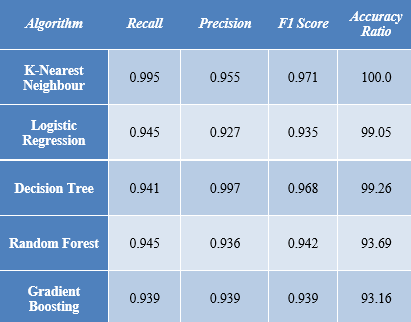 Algorithm Recall Precision F1 Score Accuracy Ratio
K-Nearest Neighbour 0.995 0.955 0.971 100.0
Logistic Regression 0.945 0.927 0.935 99.05
Decision Tree 0.941 0.997 0.968 99.26
Random Forest 0.945 0.936 0.942 93.69
Gradient Boosting 0.939 0.939 0.939 93.16